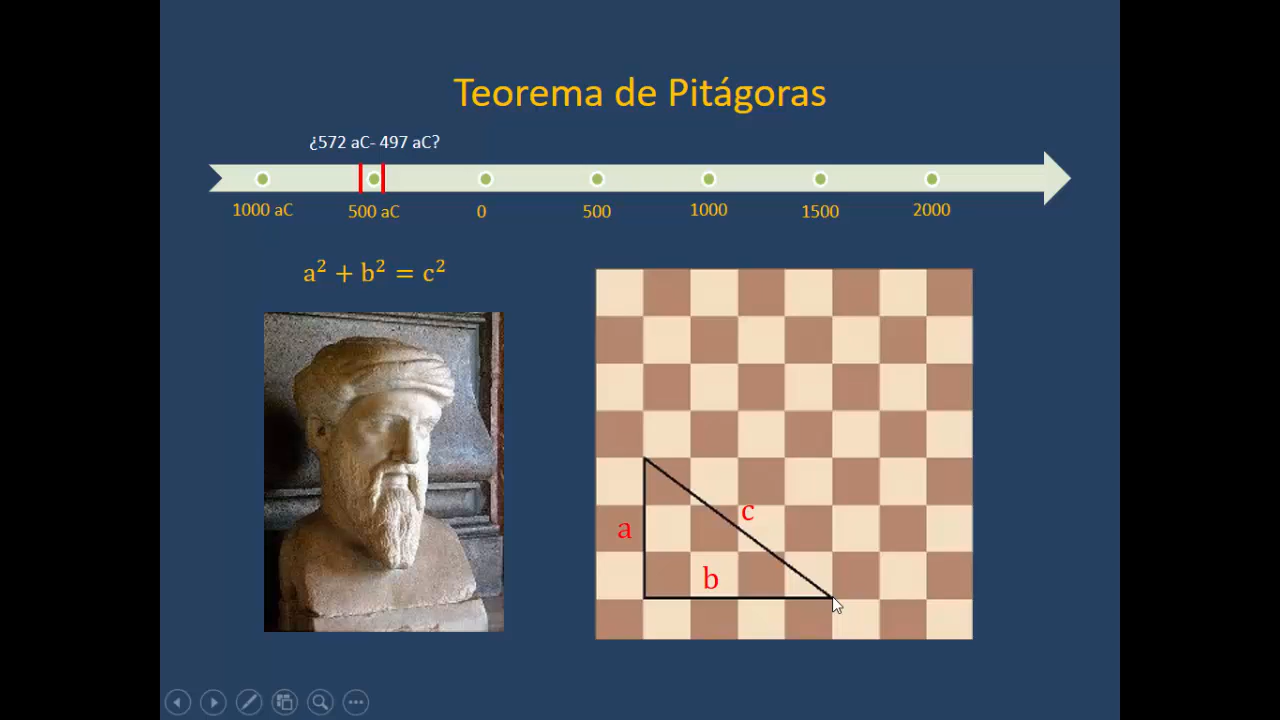 Teorema de Pitágoras
¿572 aC- 497 aC?
1000 aC
500 aC
0
500
1000
1500
2000
a² + b² = c²
a
c
b